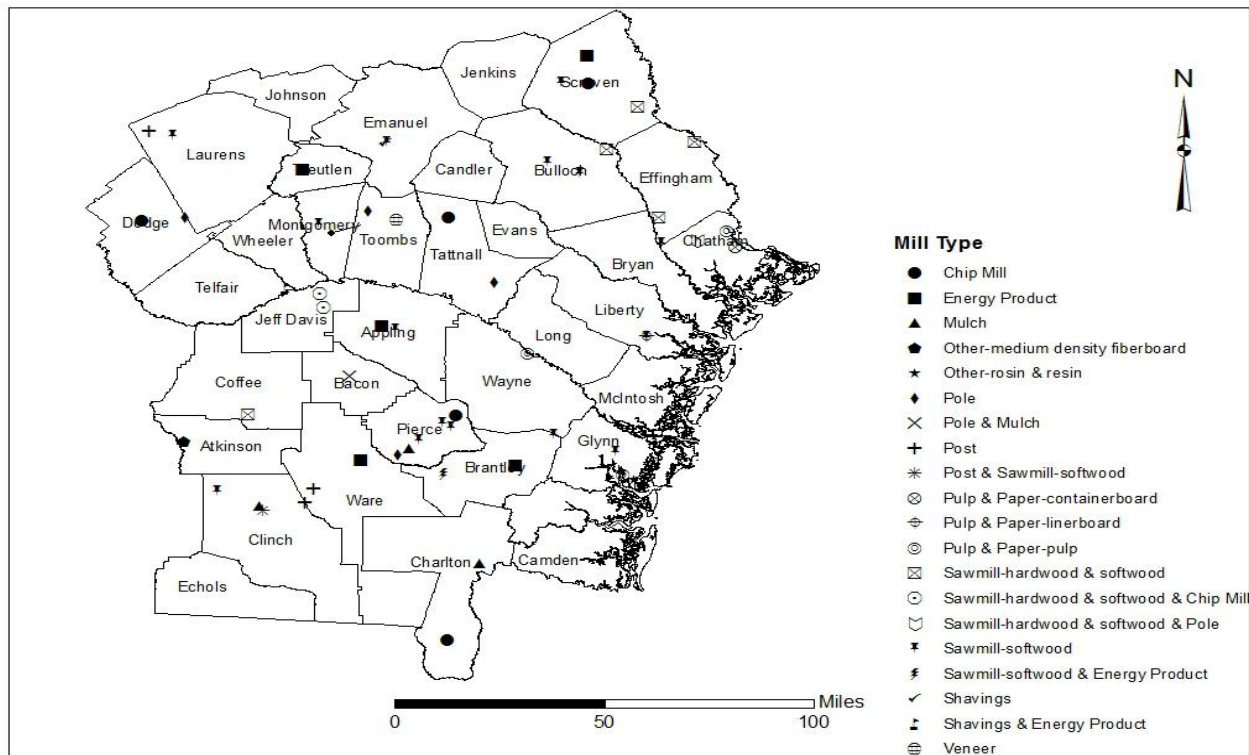 Jenkins
Screven
Johnson
Emanuel
Laurens
Treutlen
Candler
Bulloch
Effingham
Dodge
Montgomery
Wheeler
Toombs
Evans
Tattnall
Bryan
Chatham
Telfair
Jeff Davis
Appling
Long
Liberty
Coffee
Bacon
Wayne
McIntosh
Atkinson
Pierce
Glynn
Brantley
Ware
Clinch
Charlton
Camden
Echols
Miles
0 50 100
N
Mill Type
Chip Mill
Energy Product
Mulch
Other-medium density fiberboard
Other-rosin & resin
Pole
Pole & Mulch
Post
Post & Sawmill-softwood
Pulp & Paper-containerboard
Pulp & Paper-linerboard
Pulp & Paper-pulp
Sawmill-hardwood & softwood
Sawmill-hardwood & softwood & Chip Mill
Sawmill-hardwood & softwood & Pole
Sawmill-softwood
Sawmill-softwood & Energy Product
Shavings
Shavings & Energy Product
Veneer